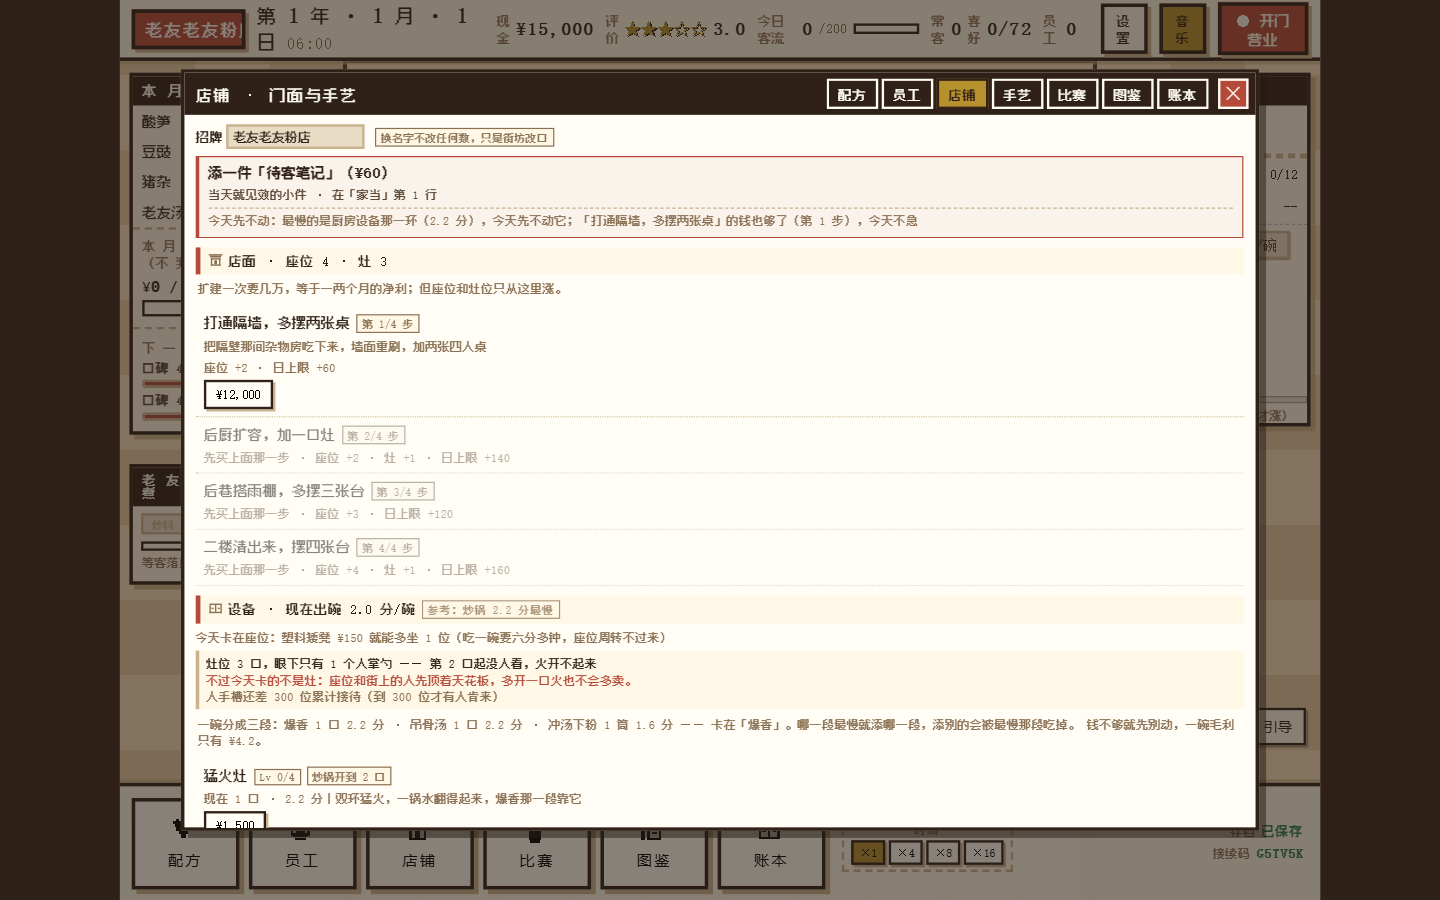 老友老友粉
第 1 年 · 1 月 · 1
日 06:00
现金 ¥15,000
评价 3.0
今日客流 0 /200
常客 0
喜好 0/72
员工 0
设置
音乐
开门营业
本 月
酸笋
豆豉
猪杂
老友汤
本 月
¥0 /
下 一
口碑 4
口碑 4
老 友
煮
炒料
等客落
0/12
--
/碗
才涨）
引导
店铺 · 门面与手艺
配方
员工
店铺
手艺
比赛
图鉴
账本
招牌 老友老友粉店 换名字不改任何数，只是街坊改口
添一件「待客笔记」（¥60）
当天就见效的小件 · 在「家当」第 1 行
今天先不动：最慢的是厨房设备那一环（2.2 分），今天先不动它；「打通隔墙，多摆两张桌」的钱也够了（第 1 步），今天不急
店面 · 座位 4 · 灶 3
扩建一次要几万，等于一两个月的净利；但座位和灶位只从这里涨。
打通隔墙，多摆两张桌 第 1/4 步
把隔壁那间杂物房吃下来，墙面重刷，加两张四人桌
座位 +2 · 日上限 +60
¥12,000
后厨扩容，加一口灶 第 2/4 步
先买上面那一步 · 座位 +2 · 灶 +1 · 日上限 +140
后巷搭雨棚，多摆三张台 第 3/4 步
先买上面那一步 · 座位 +3 · 日上限 +120
二楼清出来，摆四张台 第 4/4 步
先买上面那一步 · 座位 +4 · 灶 +1 · 日上限 +160
设备 · 现在出碗 2.0 分/碗 参考：炒锅 2.2 分最慢
今天卡在座位：塑料矮凳 ¥150 就能多坐 1 位（吃一碗要六分多钟，座位周转不过来）
灶位 3 口，眼下只有 1 个人掌勺 —— 第 2 口起没人看，火开不起来
不过今天卡的不是灶：座位和街上的人先顶着天花板，多开一口火也不会多卖。
人手槽还差 300 位累计接待（到 300 位才有人肯来）
一碗分成三段：爆香 1 口 2.2 分 · 吊骨汤 1 口 2.2 分 · 冲汤下粉 1 筒 1.6 分 —— 卡在「爆香」。哪一段最慢就添哪一段，添别的会被最慢那段吃掉。 钱不够就先别动，一碗毛利
只有 ¥4.2。
猛火灶 Lv 0/4 炒锅开到 2 口
现在 1 口 · 2.2 分丨双环猛火，一锅水翻得起来，爆香那一段靠它
¥1,500
配方
员工
店铺
比赛
图鉴
账本
×1
×4
×8
×16
已保存
接续码 G5TV5K